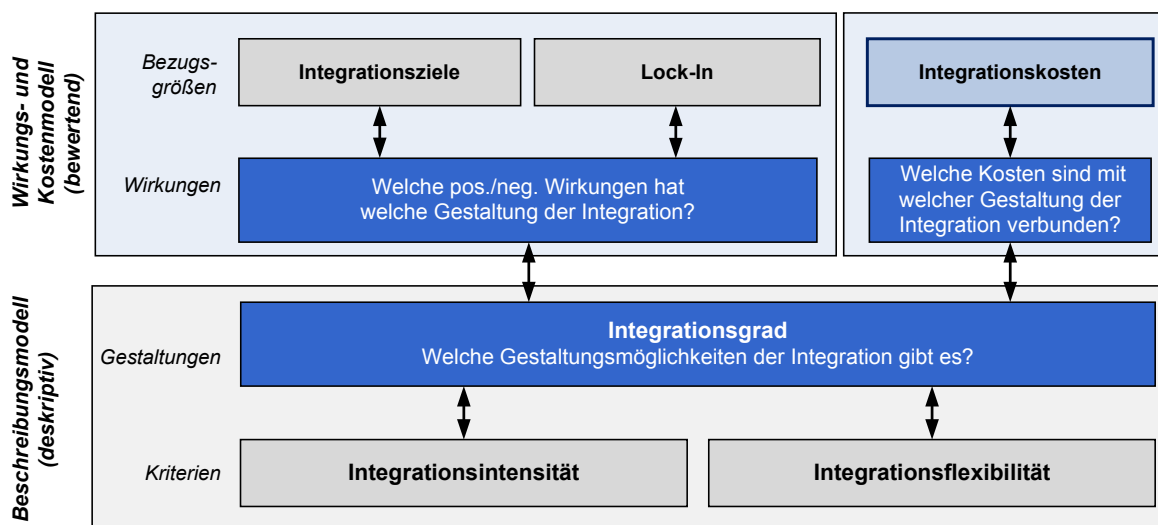 Wirkungs- und
Kostenmodell
(bewertend)
Bezugs-
größen
Integrationsziele
Lock-In
Integrationskosten
Wirkungen
Welche pos./neg. Wirkungen hat
welche Gestaltung der Integration?
Welche Kosten sind mit
welcher Gestaltung der
Integration verbunden?
Beschreibungsmodell
(deskriptiv)
Gestaltungen
Integrationsgrad
Welche Gestaltungsmöglichkeiten der Integration gibt es?
Kriterien
Integrationsintensität
Integrationsflexibilität